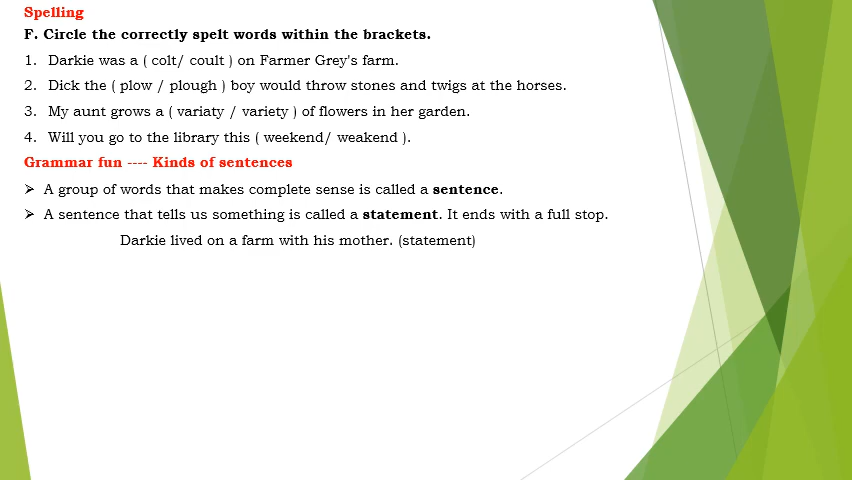 Spelling
F. Circle the correctly spelt words within the brackets.
1. Darkie was a ( colt/ coult ) on Farmer Grey's farm.
2. Dick the ( plow / plough ) boy would throw stones and twigs at the horses.
3. My aunt grows a ( variaty / variety ) of flowers in her garden.
4. Will you go to the library this ( weekend/ weakend ).
Grammar fun ---- Kinds of sentences
➢ A group of words that makes complete sense is called a sentence.
➢ A sentence that tells us something is called a statement. It ends with a full stop.
Darkie lived on a farm with his mother. (statement)